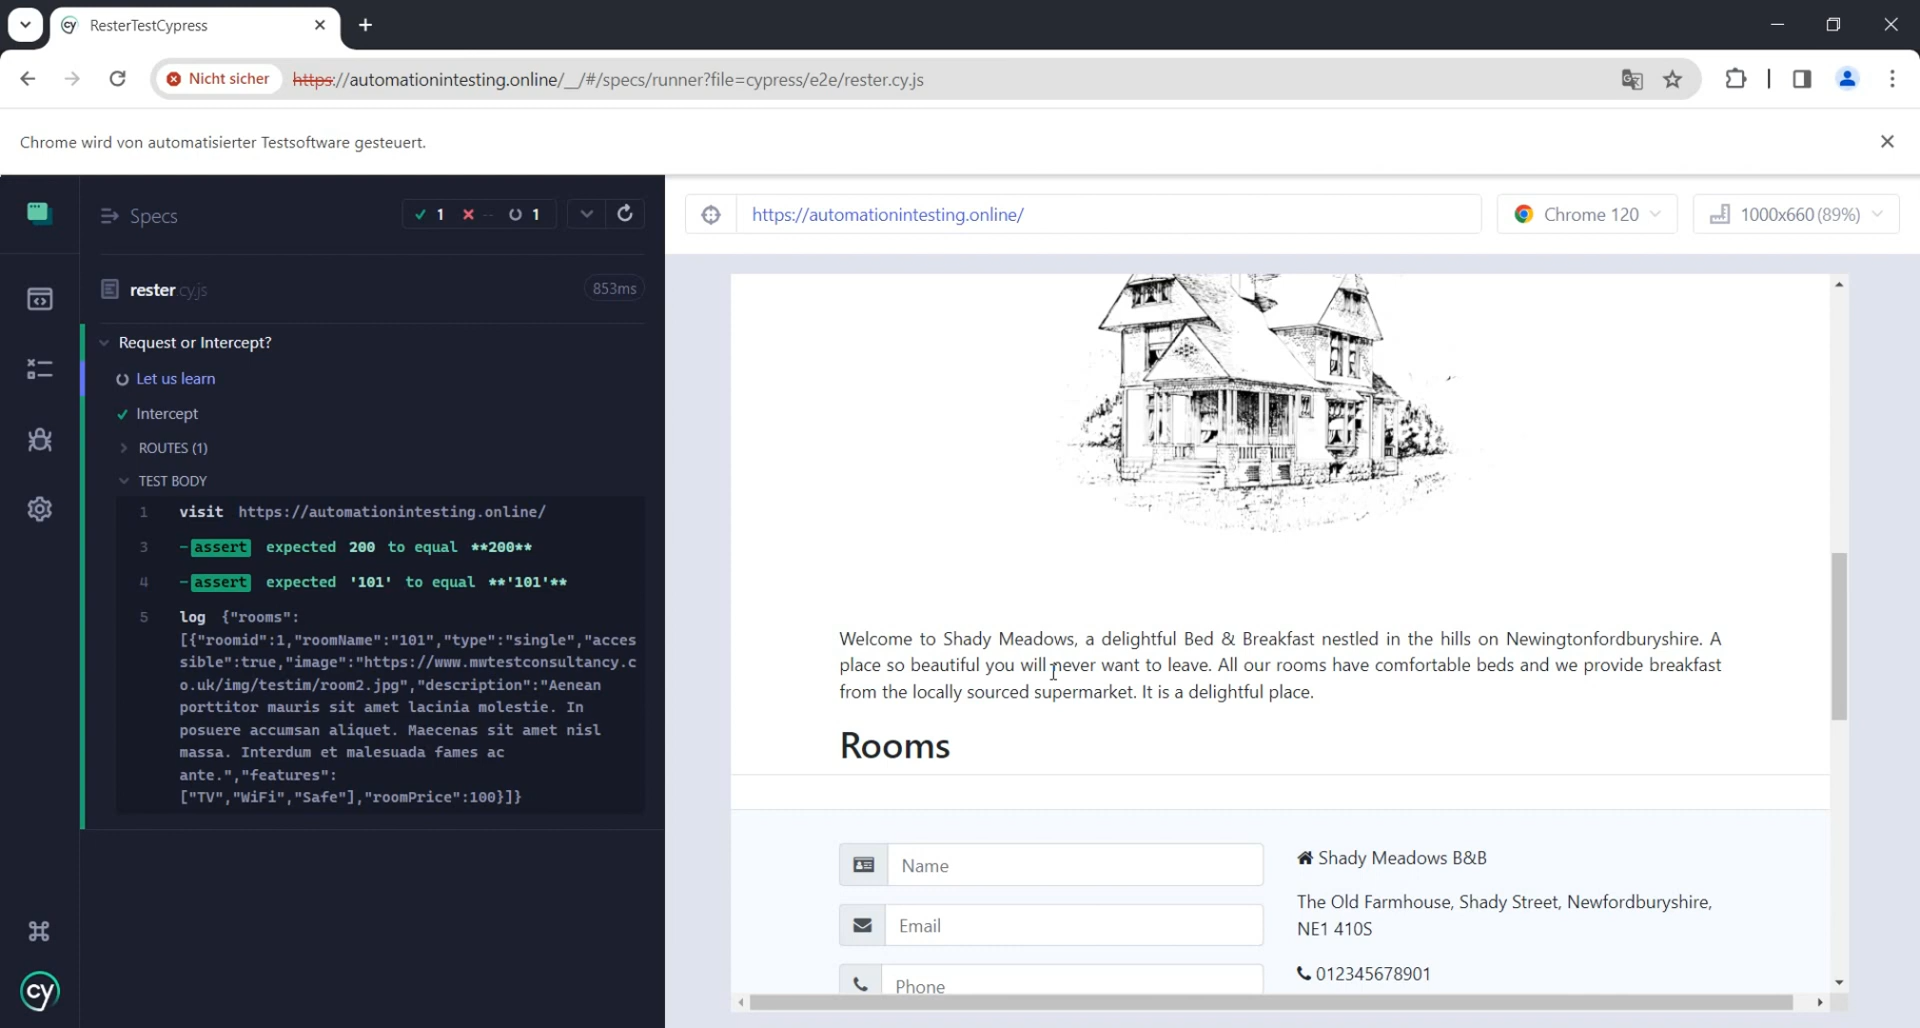 ResterTestCypress
Nicht sicher https://automationintesting.online/__/#/specs/runner?file=cypress/e2e/rester.cy.js
Chrome wird von automatisierter Testsoftware gesteuert.
Specs
1 -- 1
https://automationintesting.online/
Chrome 120
1000x660 (89%)
rester.cy.js
853ms
Request or Intercept?
Let us learn
Intercept
ROUTES (1)
TEST BODY
1 visit https://automationintesting.online/
3 -assert expected 200 to equal **200**
4 -assert expected '101' to equal **'101'**
5 log {"rooms":
[{"roomid":1,"roomName":"101","type":"single","acces
sible":true,"image":"https://www.mwtestconsultancy.c
o.uk/img/testim/room2.jpg","description":"Aenean
porttitor mauris sit amet lacinia molestie. In
posuere accumsan aliquet. Maecenas sit amet nisl
massa. Interdum et malesuada fames ac
ante.","features":
["TV","WiFi","Safe"],"roomPrice":100}]}
cy
Welcome to Shady Meadows, a delightful Bed & Breakfast nestled in the hills on Newingtonfordburyshire. A
place so beautiful you will never want to leave. All our rooms have comfortable beds and we provide breakfast
from the locally sourced supermarket. It is a delightful place.
Rooms
Name
Email
Phone
Shady Meadows B&B
The Old Farmhouse, Shady Street, Newfordburyshire,
NE1 410S
012345678901